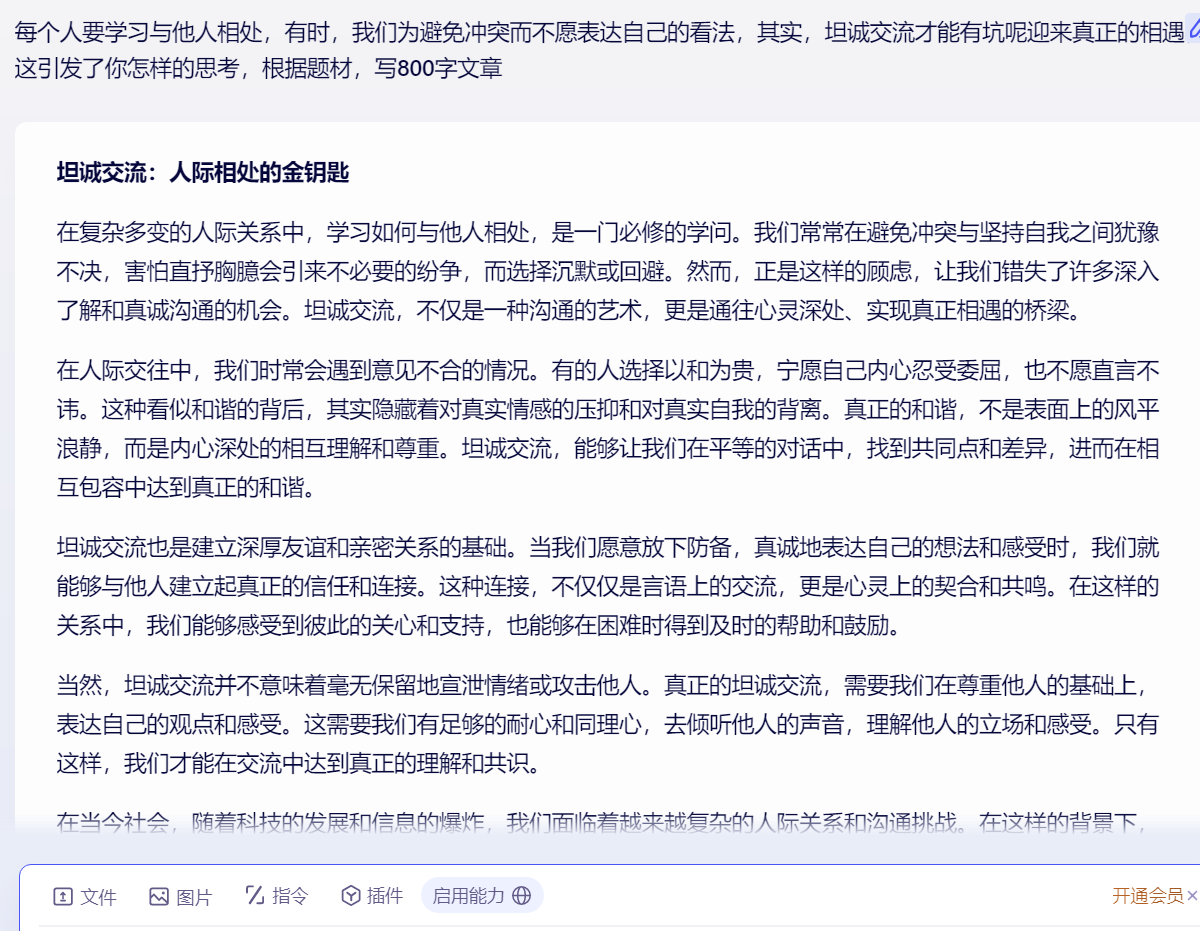 每个人要学习与他人相处，有时，我们为避免冲突而不愿表达自己的看法，其实，坦诚交流才能有坑呢迎来真正的相遇
这引发了你怎样的思考，根据题材，写800字文章
坦诚交流：人际相处的金钥匙
在复杂多变的人际关系中，学习如何与他人相处，是一门必修的学问。我们常常在避免冲突与坚持自我之间犹豫
不决，害怕直抒胸臆会引来不必要的纷争，而选择沉默或回避。然而，正是这样的顾虑，让我们错失了许多深入
了解和真诚沟通的机会。坦诚交流，不仅是一种沟通的艺术，更是通往心灵深处、实现真正相遇的桥梁。
在人际交往中，我们时常会遇到意见不合的情况。有的人选择以和为贵，宁愿自己内心忍受委屈，也不愿直言不
讳。这种看似和谐的背后，其实隐藏着对真实情感的压抑和对真实自我的背离。真正的和谐，不是表面上的风平
浪静，而是内心深处的相互理解和尊重。坦诚交流，能够让我们在平等的对话中，找到共同点和差异，进而在相
互包容中达到真正的和谐。
坦诚交流也是建立深厚友谊和亲密关系的基础。当我们愿意放下防备，真诚地表达自己的想法和感受时，我们就
能够与他人建立起真正的信任和连接。这种连接，不仅仅是言语上的交流，更是心灵上的契合和共鸣。在这样的
关系中，我们能够感受到彼此的关心和支持，也能够在困难时得到及时的帮助和鼓励。
当然，坦诚交流并不意味着毫无保留地宣泄情绪或攻击他人。真正的坦诚交流，需要我们在尊重他人的基础上，
表达自己的观点和感受。这需要我们有足够的耐心和同理心，去倾听他人的声音，理解他人的立场和感受。只有
这样，我们才能在交流中达到真正的理解和共识。
在当今社会，随着科技的发展和信息的爆炸，我们面临着越来越复杂的人际关系和沟通挑战。在这样的背景下，
文件 图片 指令 插件 启用能力 开通会员×